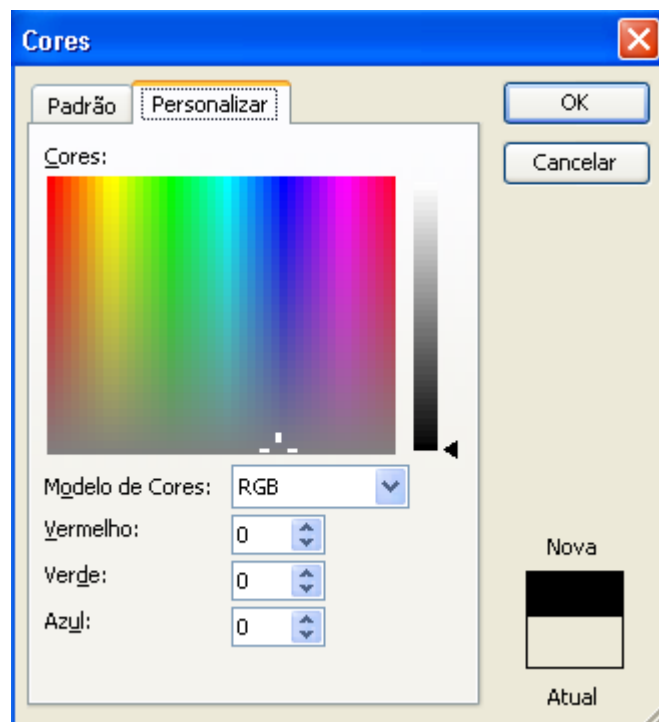 Cores
Padrão Personalizar
OK
Cancelar
Cores:
Modelo de Cores: RGB
Vermelho: 0
Verde: 0
Azul: 0
Nova
Atual